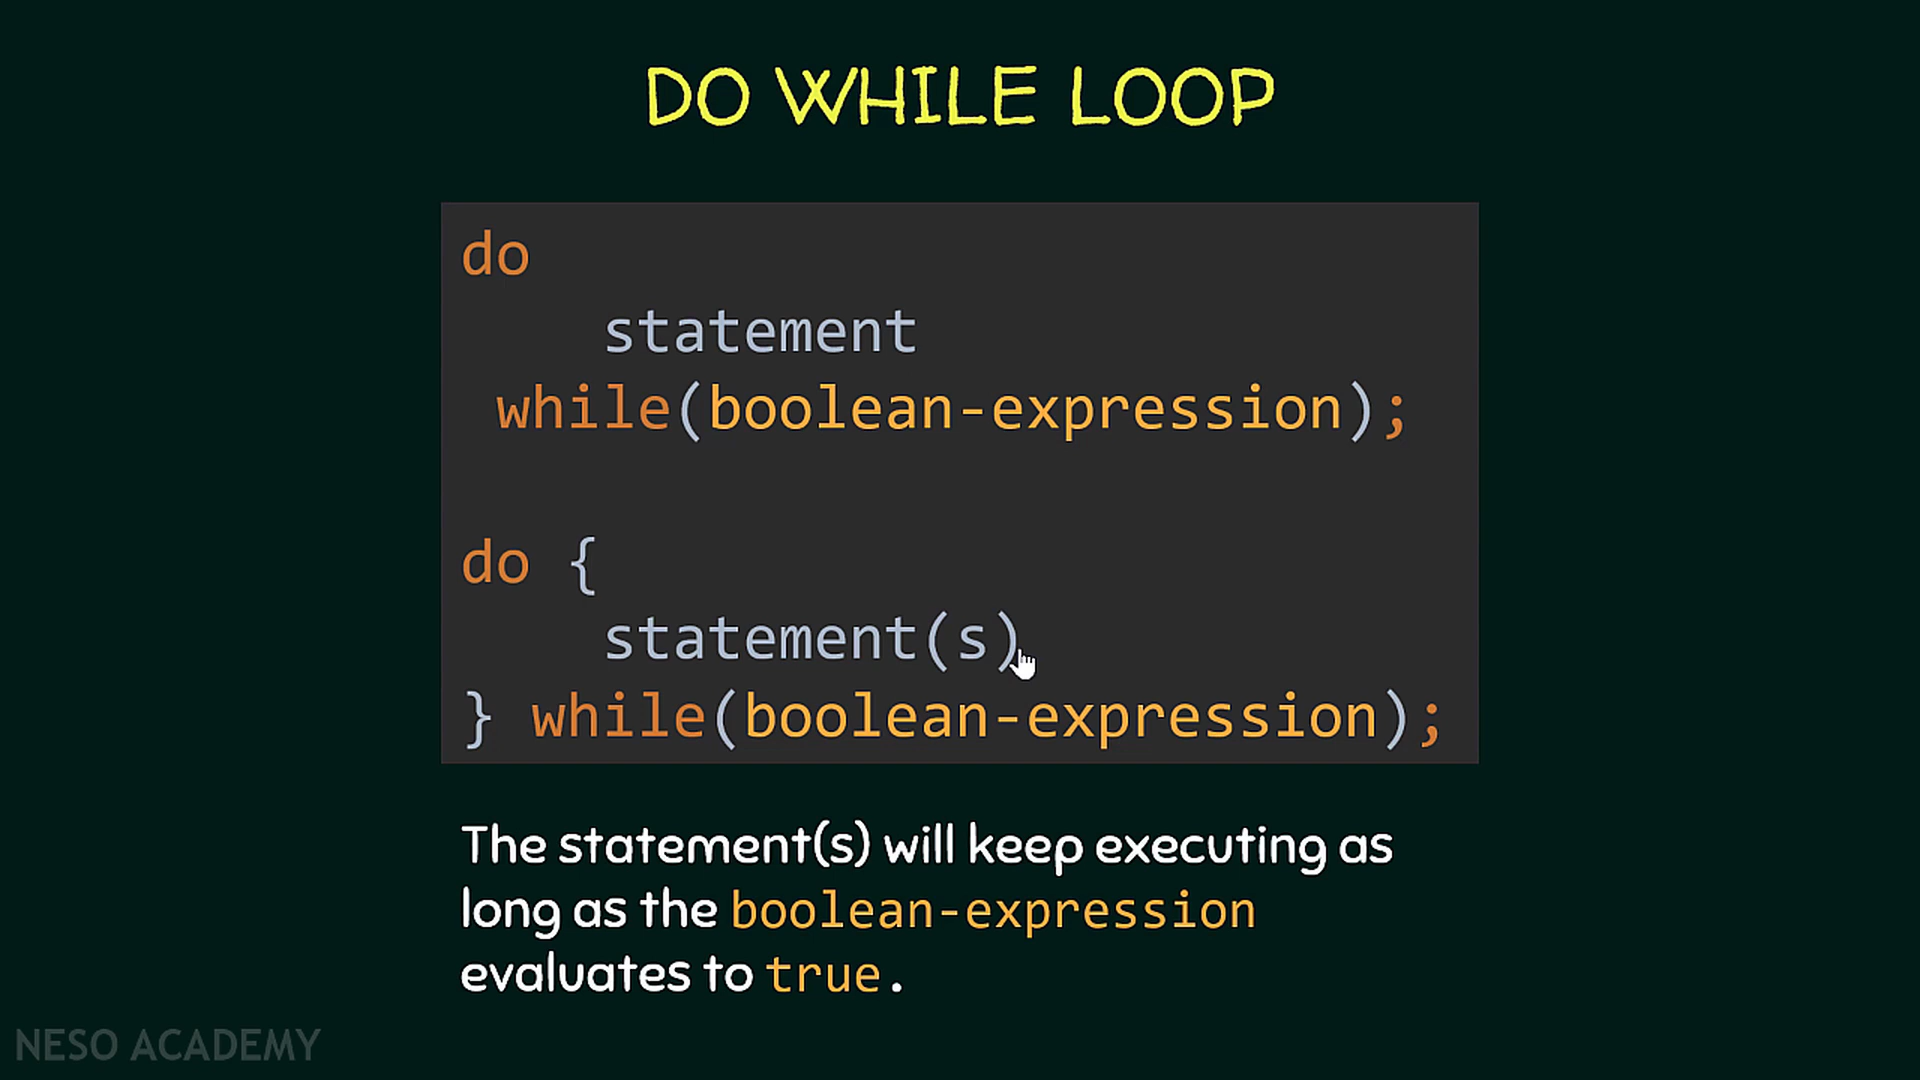 DO WHILE LOOP
do
statement
while(boolean-expression);
do {
statement(s)
} while(boolean-expression);
The statement(s) will keep executing as
long as the boolean-expression
evaluates to true.
NESO ACADEMY